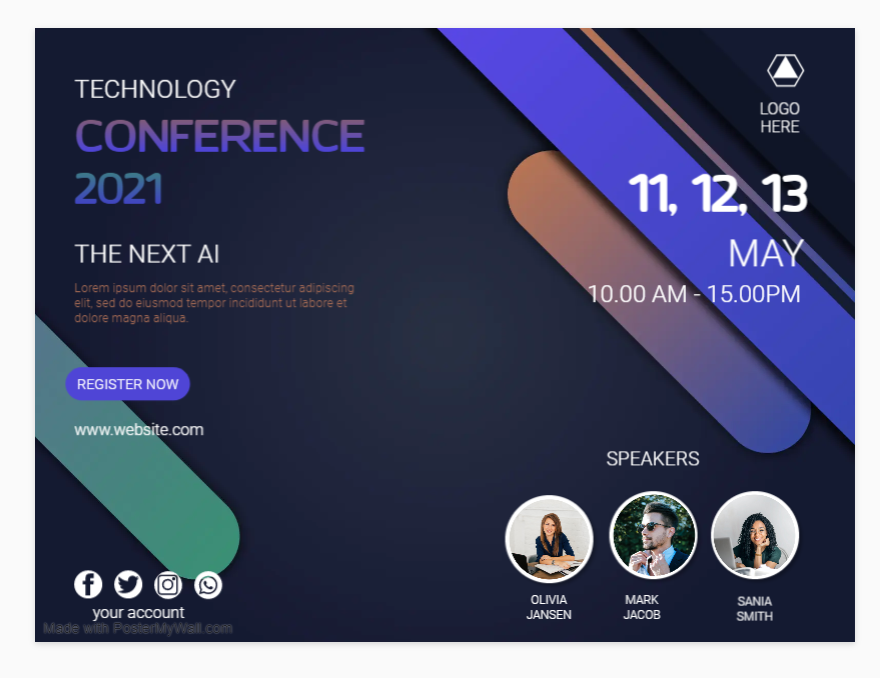 TECHNOLOGY
CONFERENCE
2021
THE NEXT AI
Lorem ipsum dolor sit amet, consectetur adipiscing
elit, sed do eiusmod tempor incididunt ut labore et
dolore magna aliqua.
REGISTER NOW
www.website.com
your account
Made with PosterMyWall.com
LOGO
HERE
11, 12, 13
MAY
10.00 AM - 15.00PM
SPEAKERS
OLIVIA
JANSEN
MARK
JACOB
SANIA
SMITH